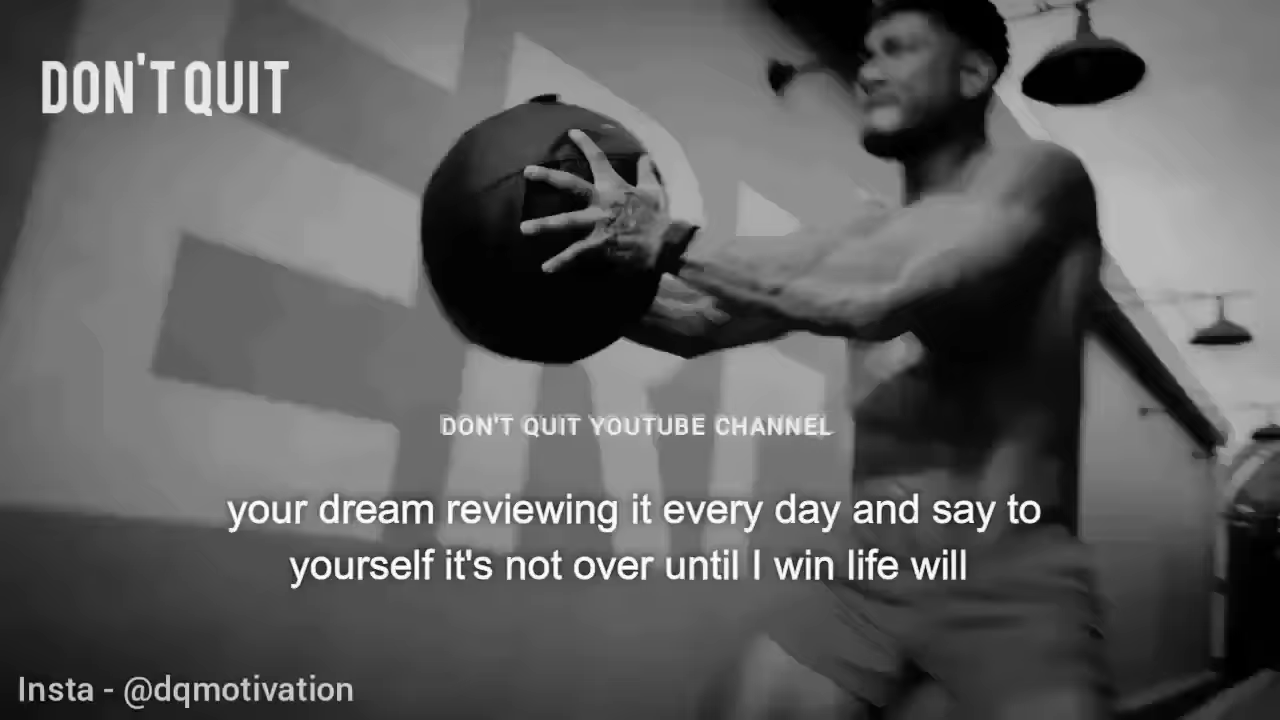 DON'T QUIT
DON'T QUIT YOUTUBE CHANNEL
your dream reviewing it every day and say to
yourself it's not over until I win life will
Insta - @dqmotivation